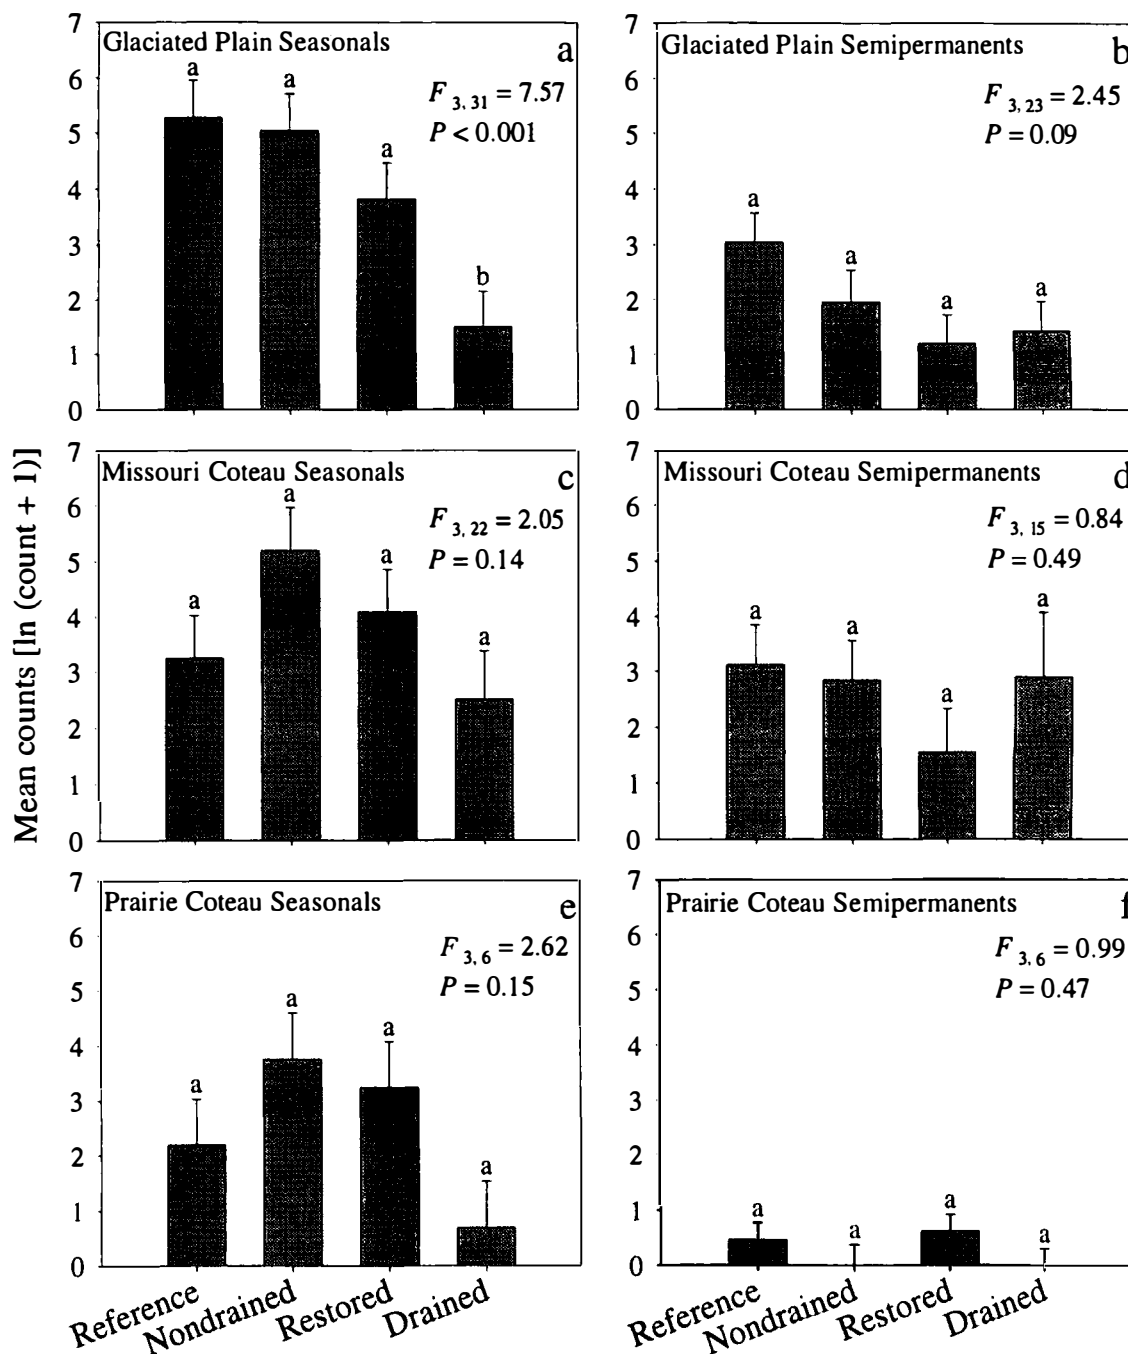 Mean counts [ln (count + 1)]
Glaciated Plain Seasonals
a
F 3, 31 = 7.57
P < 0.001
7
6
5
4
3
2
1
0
a
a
a
b
Glaciated Plain Semipermanents
b
F 3, 23 = 2.45
P = 0.09
7
6
5
4
3
2
1
0
a
a
a
a
Missouri Coteau Seasonals
c
F 3, 22 = 2.05
P = 0.14
7
6
5
4
3
2
1
0
a
a
a
a
Missouri Coteau Semipermanents
d
F 3, 15 = 0.84
P = 0.49
7
6
5
4
3
2
1
0
a
a
a
a
Prairie Coteau Seasonals
e
F 3, 6 = 2.62
P = 0.15
7
6
5
4
3
2
1
0
a
a
a
a
Reference
Nondrained
Restored
Drained
Prairie Coteau Semipermanents
f
F 3, 6 = 0.99
P = 0.47
7
6
5
4
3
2
1
0
a
a
a
a
Reference
Nondrained
Restored
Drained